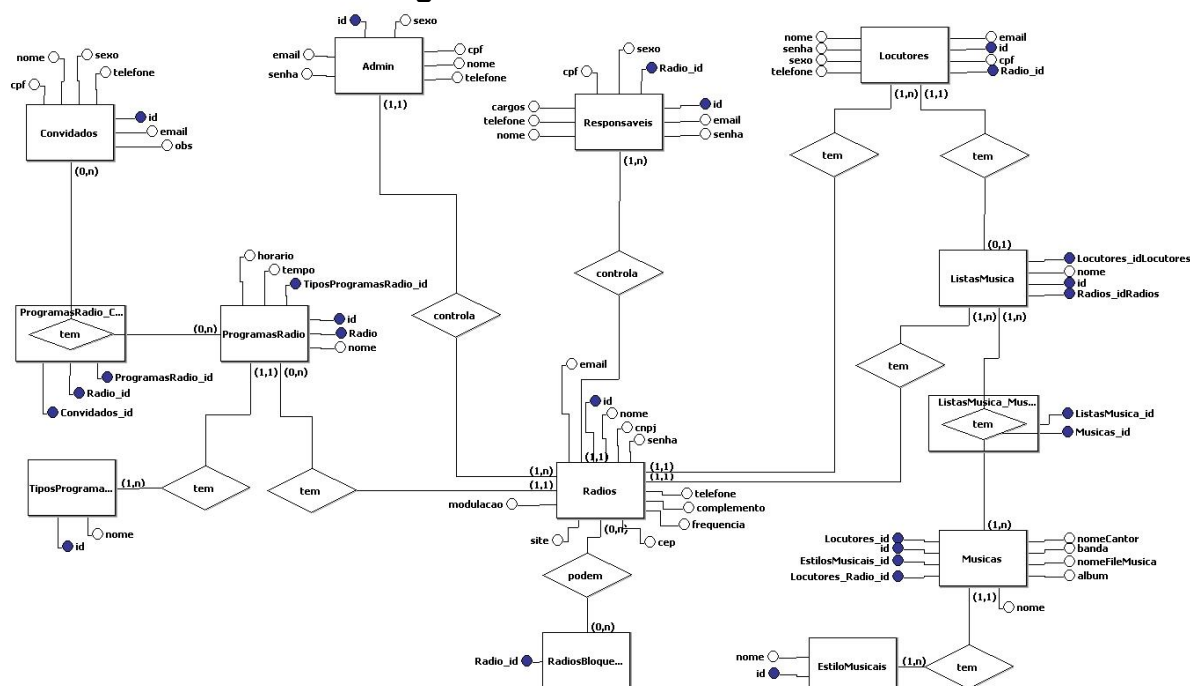 id
sexo
email
senha
Admin
cpf
nome
telefone
(1,1)
nome
sexo
telefone
cpf
Convidados
id
email
obs
(0,n)
sexo
cpf
Radio_id
cargos
telefone
nome
Responsaveis
id
email
senha
(1,n)
nome
senha
sexo
telefone
Locutores
email
id
cpf
Radio_id
(1,n) (1,1)
tem
tem
controla
controla
(0,1)
ListasMusica
Locutores_idLocutores
nome
id
Radios_idRadios
(1,n) (1,n)
tem
horario
tempo
TiposProgramasRadio_id
ProgramasRadio
id
Radio
nome
(0,n)
(1,1) (0,n)
ProgramasRadio_C...
tem
ProgramasRadio_id
Radio_id
Convidados_id
ListasMusica_Mus...
tem
ListasMusica_id
Musicas_id
(1,n)
email
id
nome
cnpj
senha
(1,1)
(1,n)
(1,1)
(1,1)
(1,1)
Radios
modulacao
telefone
complemento
frequencia
site
(0,n)
cep
TiposPrograma...
(1,n)
tem
tem
nome
id
podem
(0,n)
Radio_id
RadiosBloque...
Locutores_id
id
EstilosMusicais_id
Locutores_Radio_id
Musicas
nomeCantor
banda
nomeFileMusica
album
(1,1)
nome
nome
id
EstiloMusicais
(1,n)
tem